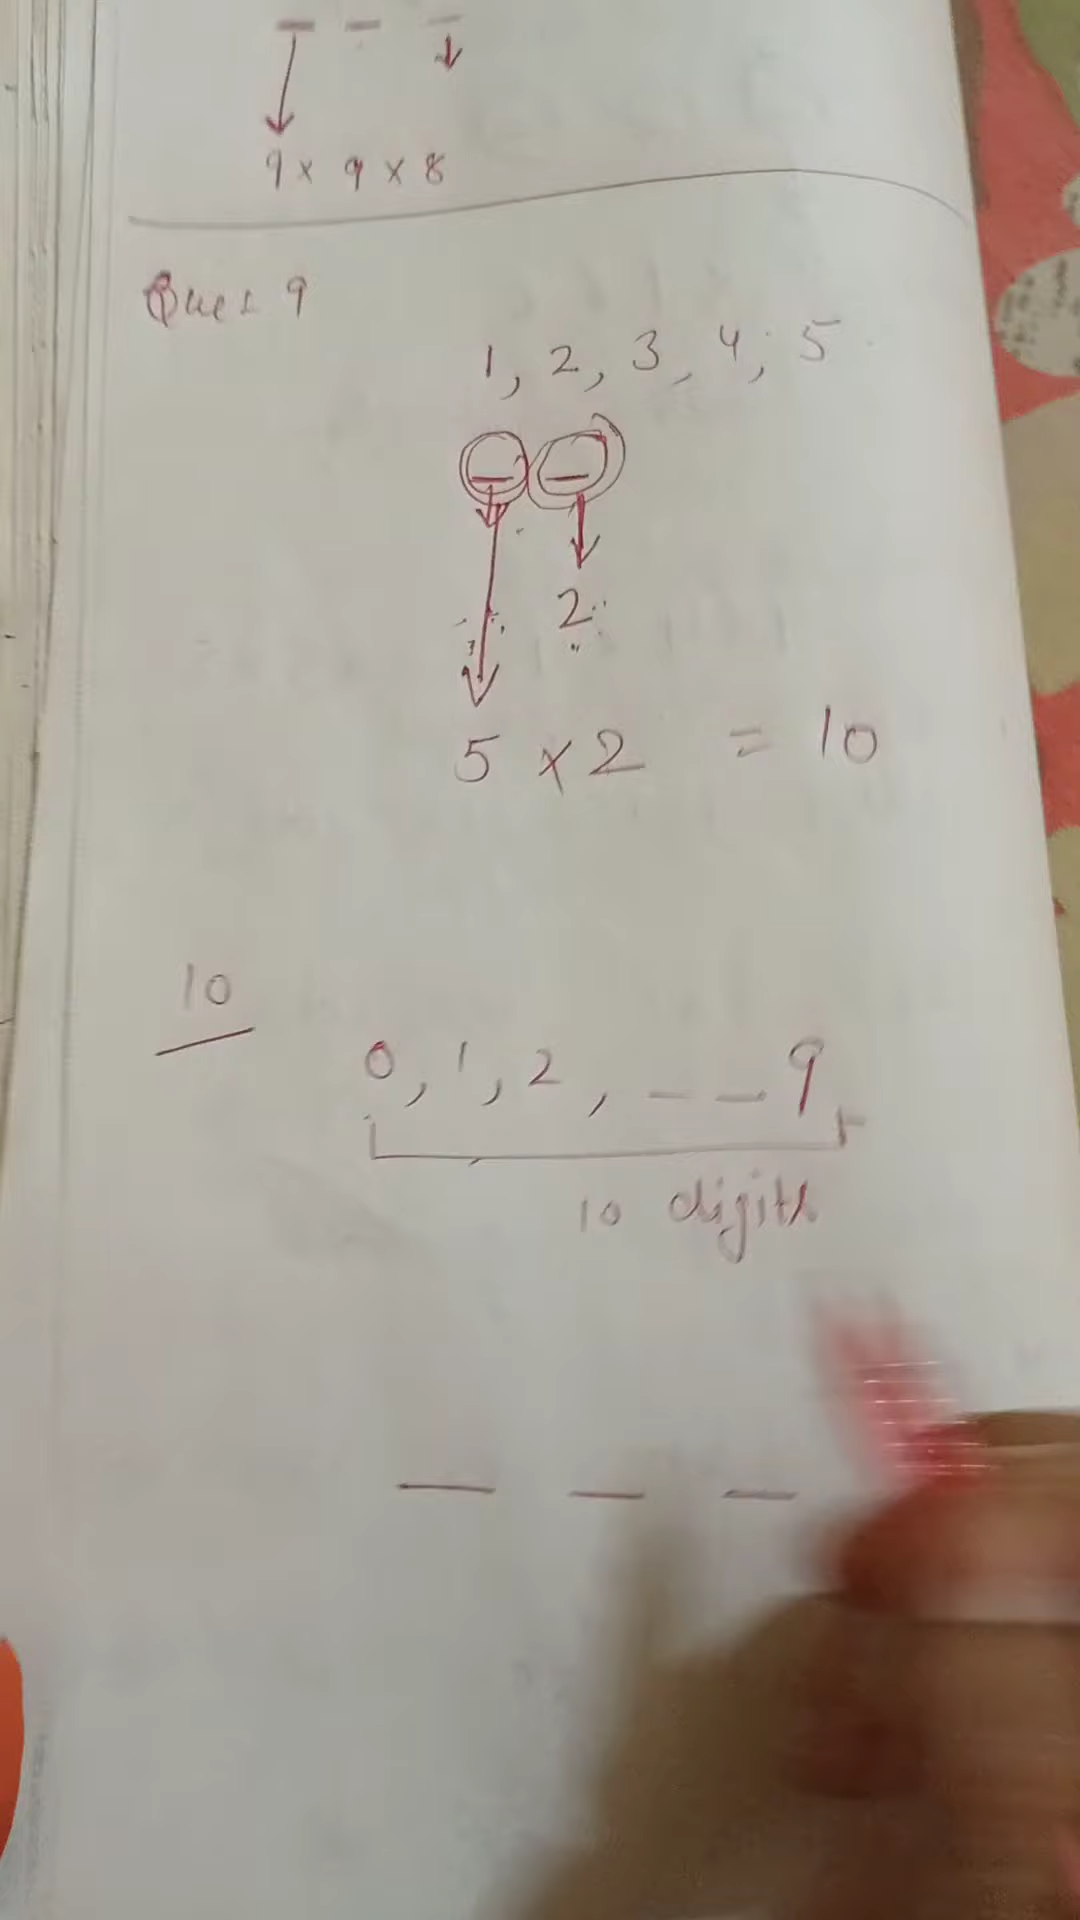 9 x 9 x 8
Ques 9
1, 2, 3, 4, 5
2
5 x 2 = 10
10
0, 1, 2, _ _ 9
10 digits
_ _ _